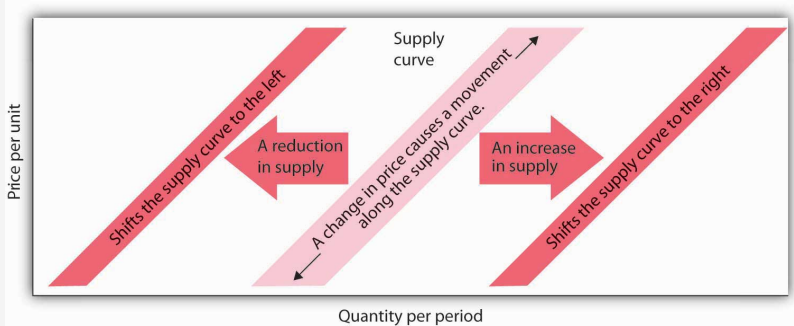 Supply
curve
Price per unit
Shifts the supply curve to the left
A reduction
in supply
A change in price causes a movement
along the supply curve.
An increase
in supply
Shifts the supply curve to the right
Quantity per period